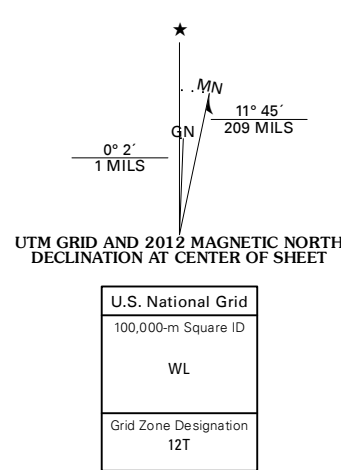 ★
MN
GN
11° 45´
209 MILS
0° 2´
1 MILS
UTM GRID AND 2012 MAGNETIC NORTH
DECLINATION AT CENTER OF SHEET
U.S. National Grid
100,000-m Square ID
WL
Grid Zone Designation
12T